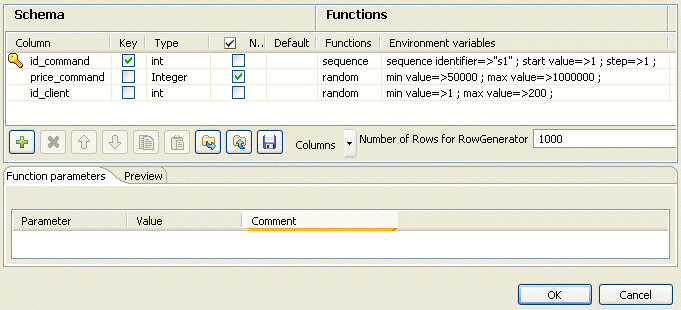 Schema Functions
Column Key Type N.. Default Functions Environment variables
id_command int sequence sequence identifier=>"s1" ; start value=>1 ; step=>1 ;
price_command Integer random min value=>50000 ; max value=>1000000 ;
id_client int random min value=>1 ; max value=>200 ;
Columns Number of Rows for RowGenerator 1000
Function parameters Preview
Parameter Value Comment
OK Cancel